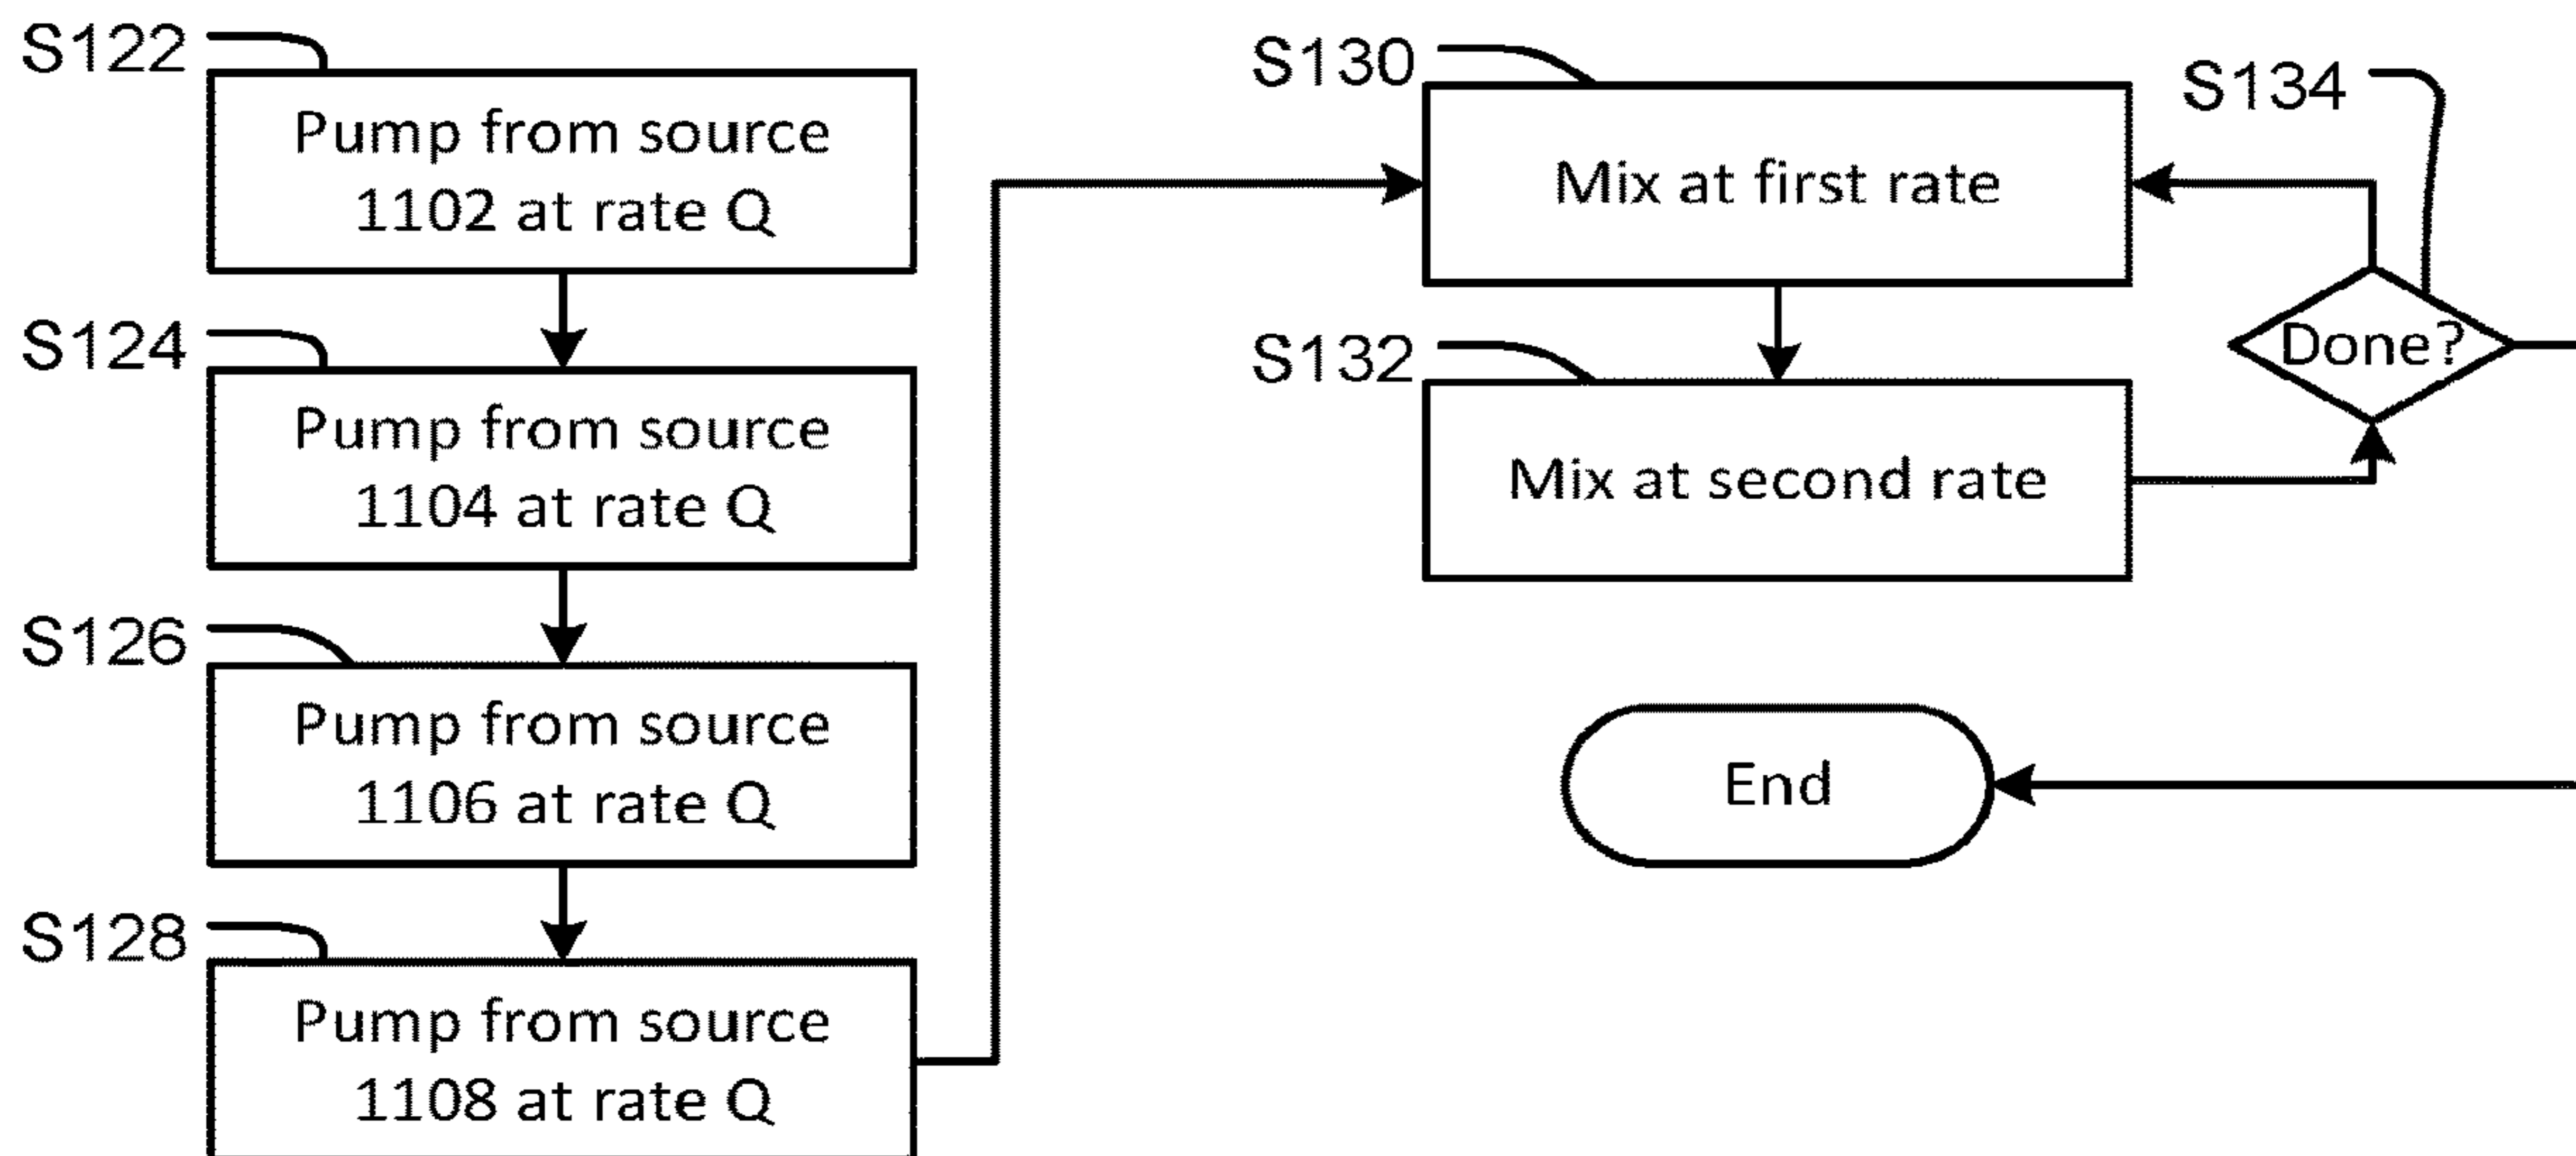 S122
Pump from source
1102 at rate Q
S124
Pump from source
1104 at rate Q
S126
Pump from source
1106 at rate Q
S128
Pump from source
1108 at rate Q
S130
Mix at first rate
S132
Mix at second rate
S134
Done?
End